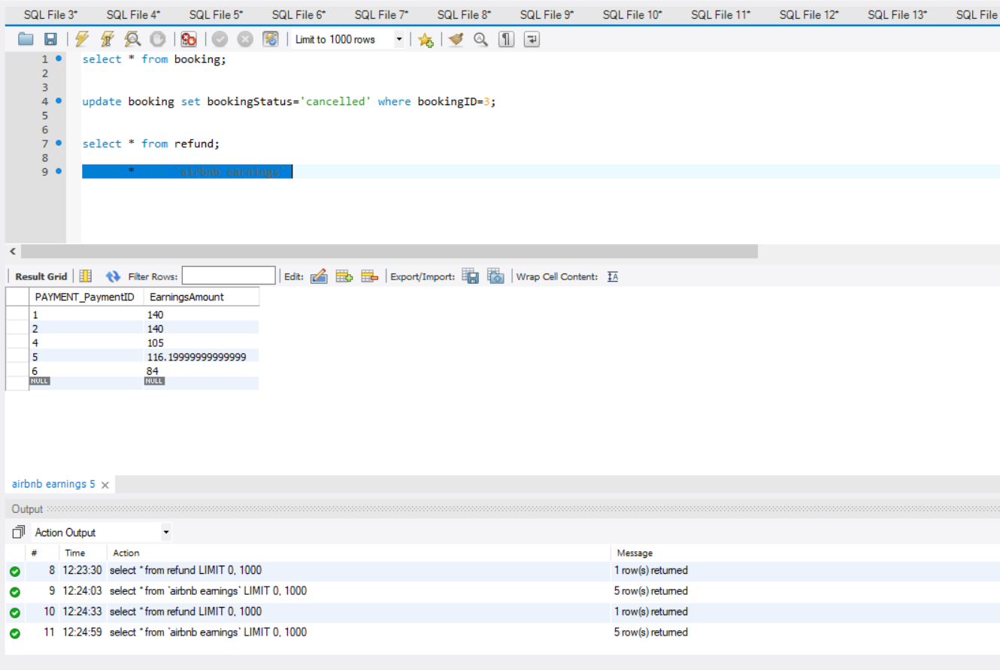 SQL File 3* SQL File 4* SQL File 5* SQL File 6* SQL File 7* SQL File 8* SQL File 9* SQL File 10* SQL File 11* SQL File 12* SQL File 13* SQL File
Limit to 1000 rows
1 select * from booking;
2
3
4 update booking set bookingStatus='cancelled' where bookingID=3;
5
6
7 select * from refund;
8
9 * `airbnb earnings`
Result Grid Filter Rows: Edit: Export/Import: Wrap Cell Content:
PAYMENT_PaymentID EarningsAmount
1 140
2 140
4 105
5 116.19999999999999
6 84
NULL NULL
airbnb earnings 5
Output
Action Output
# Time Action Message
8 12:23:30 select * from refund LIMIT 0, 1000 1 row(s) returned
9 12:24:03 select * from `airbnb earnings` LIMIT 0, 1000 5 row(s) returned
10 12:24:33 select * from refund LIMIT 0, 1000 1 row(s) returned
11 12:24:59 select * from `airbnb earnings` LIMIT 0, 1000 5 row(s) returned